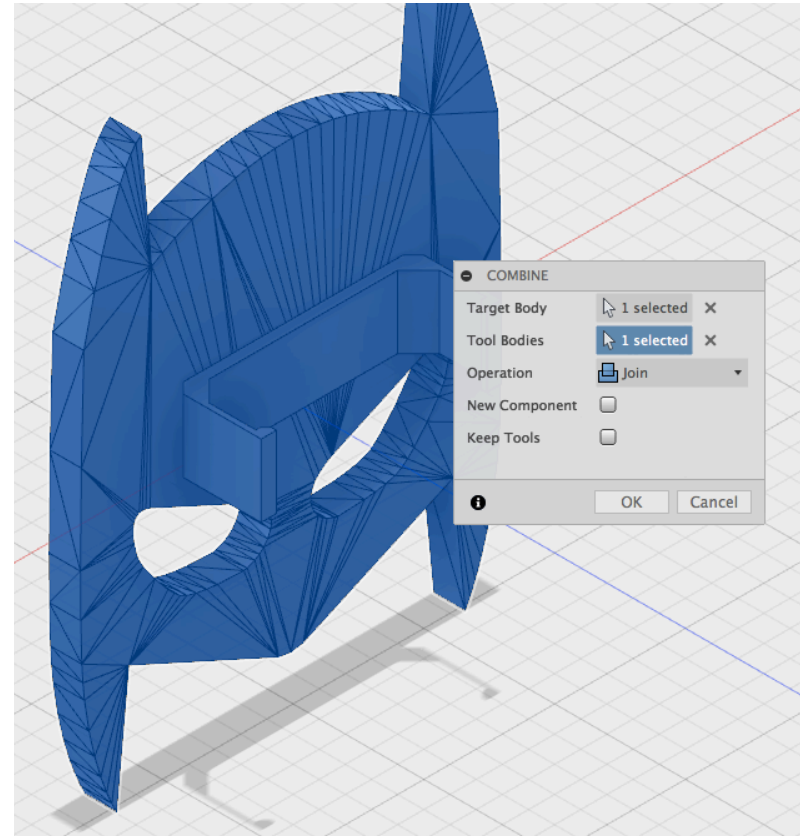 COMBINE
Target Body 1 selected
Tool Bodies 1 selected
Operation Join
New Component
Keep Tools
OK Cancel